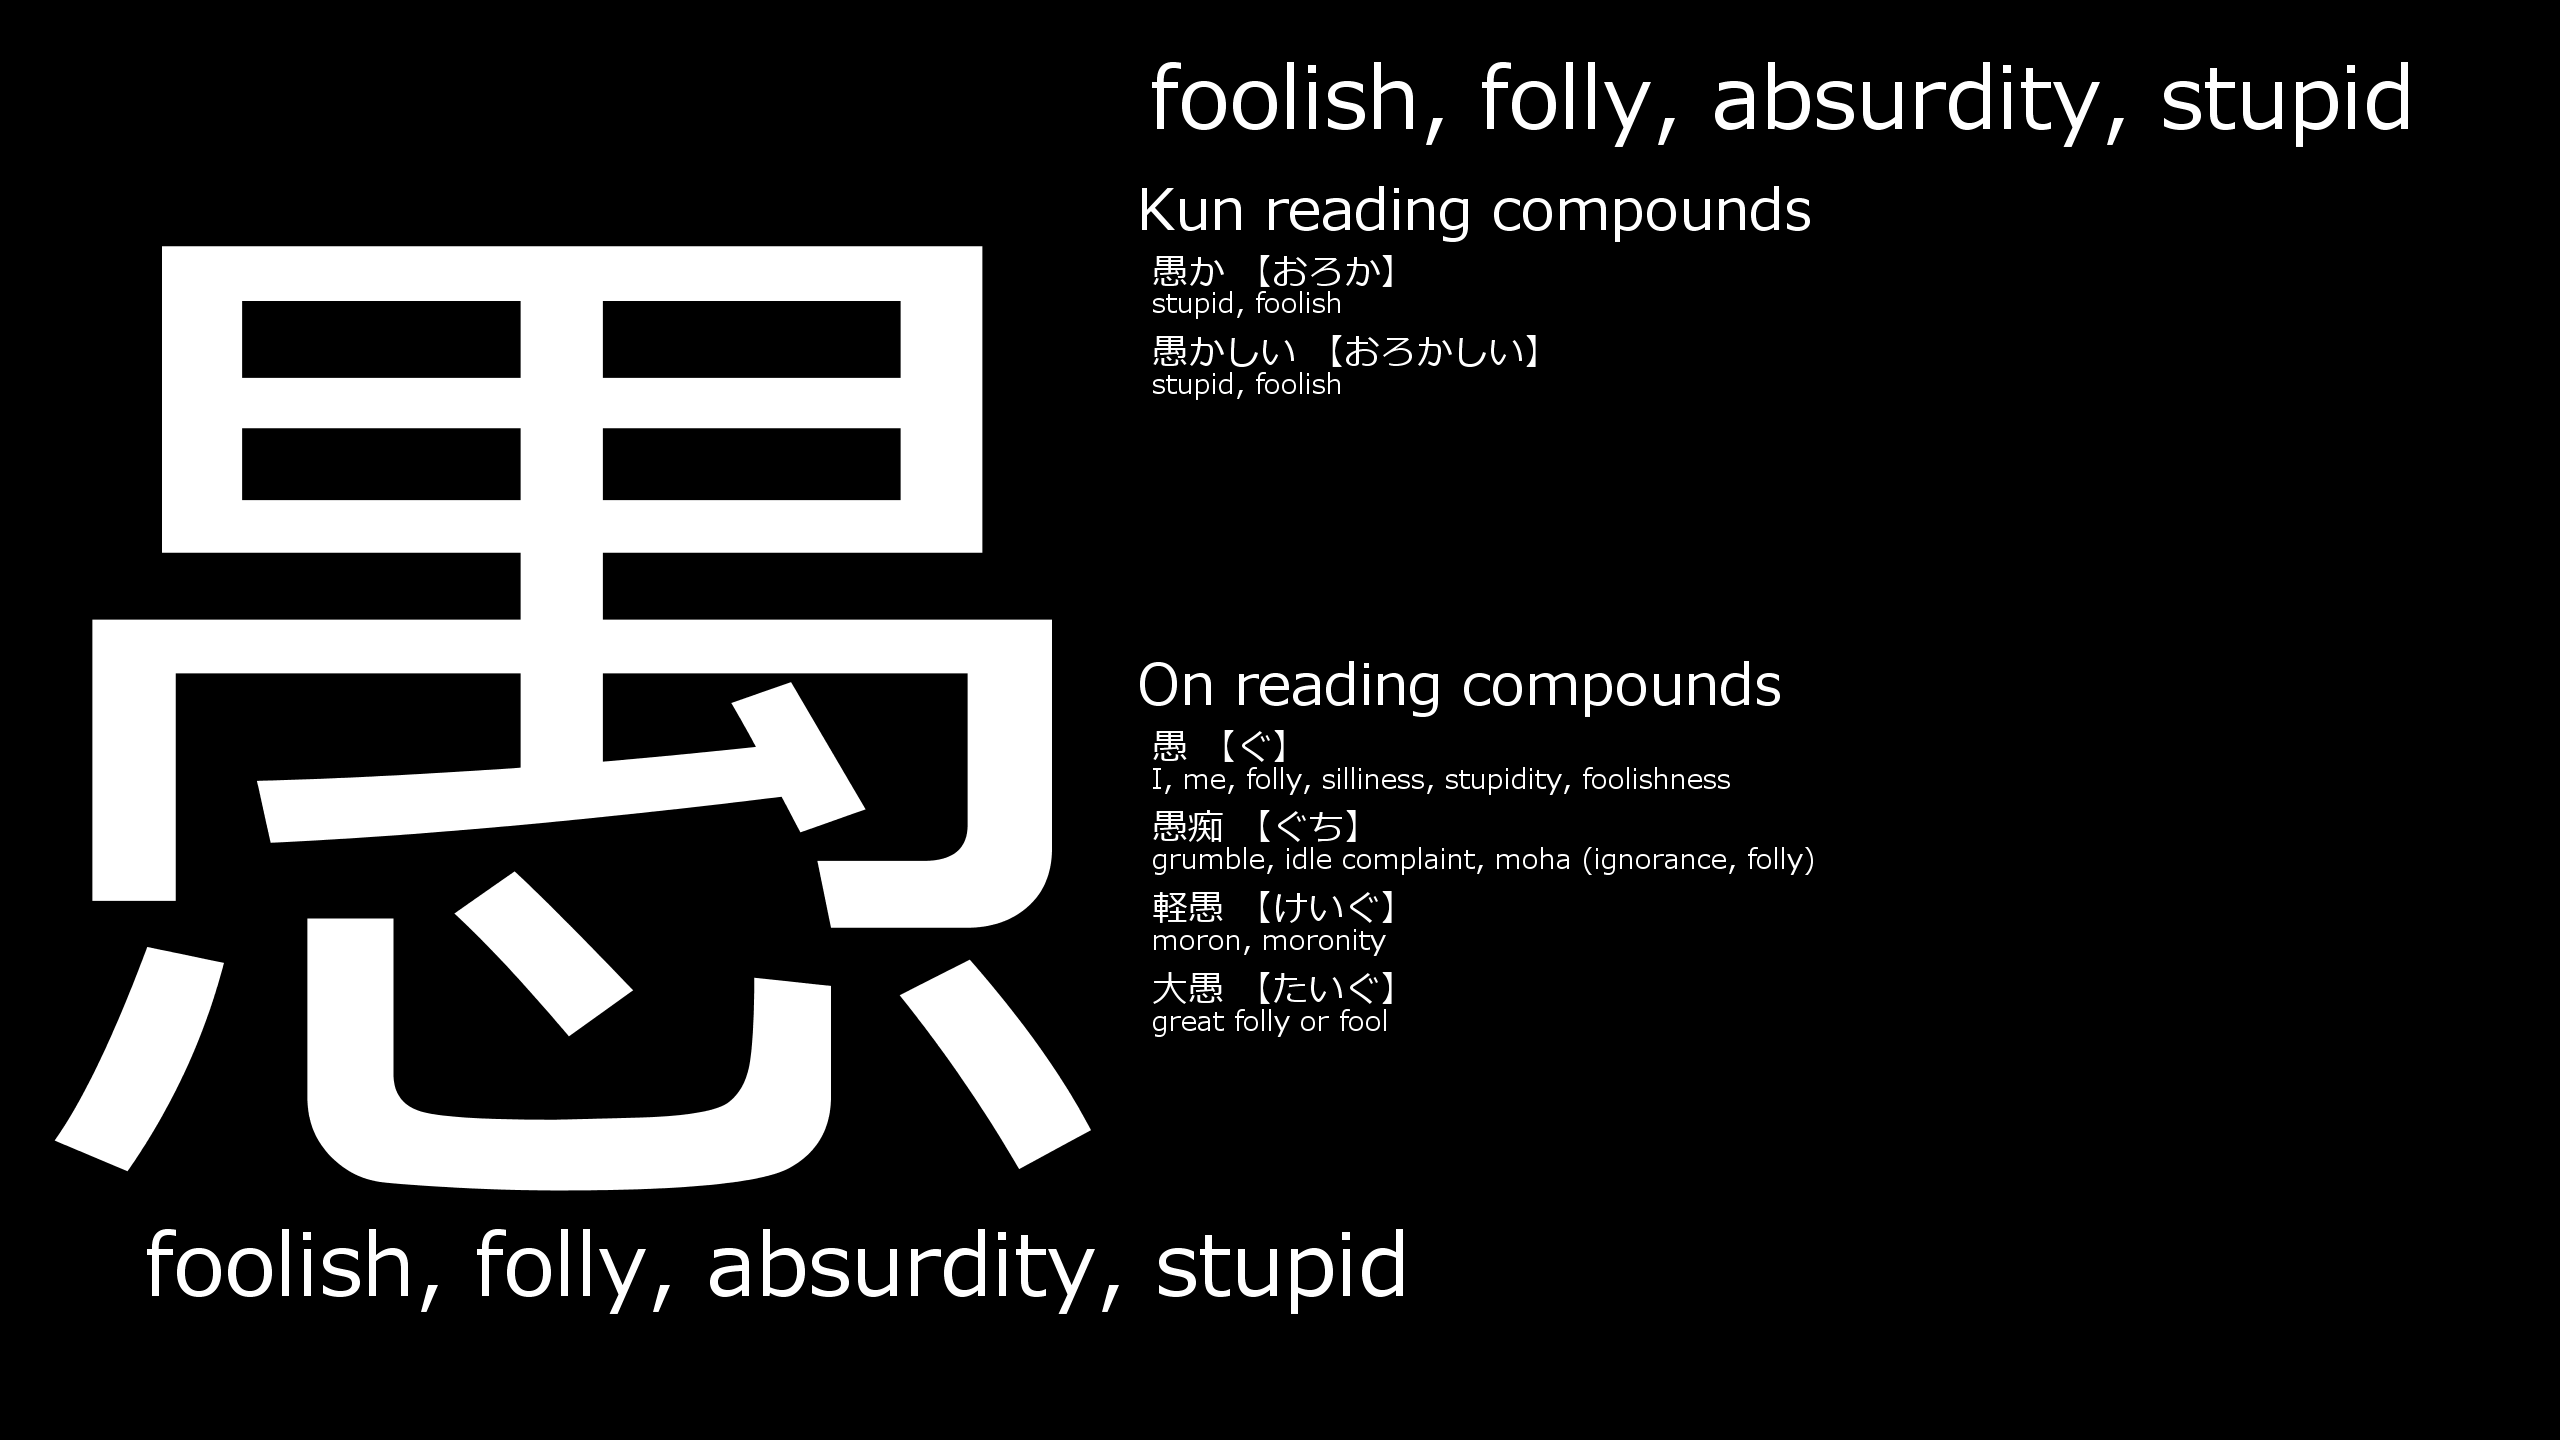 愚
foolish, folly, absurdity, stupid
foolish, folly, absurdity, stupid
Kun reading compounds
愚か 【おろか】
stupid, foolish
愚かしい 【おろかしい】
stupid, foolish
On reading compounds
愚 【ぐ】
I, me, folly, silliness, stupidity, foolishness
愚痴 【ぐち】
grumble, idle complaint, moha (ignorance, folly)
軽愚 【けいぐ】
moron, moronity
大愚 【たいぐ】
great folly or fool